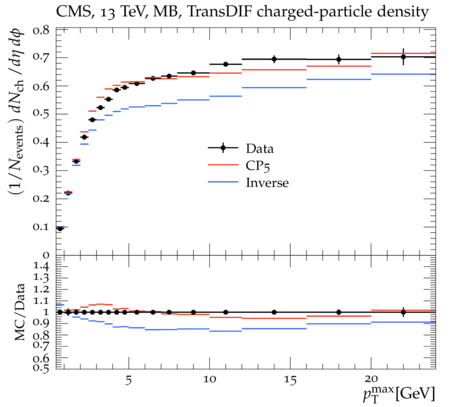 CMS, 13 TeV, MB, TransDIF charged-particle density
(1/N_events) dN_ch/dη dφ
0.8
0.7
0.6
0.5
0.4
0.3
0.2
0.1
0
Data
CP5
Inverse
MC/Data
1.4
1.3
1.2
1.1
1
0.9
0.8
0.7
0.6
0.5
5 10 15 20
p_T^max[GeV]